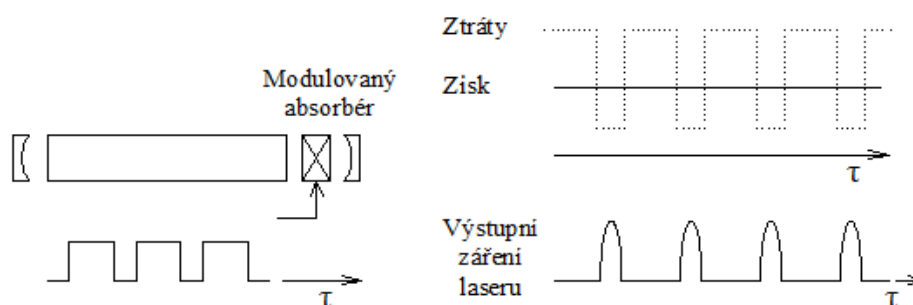 Modulovaný
absorbér
τ
Ztráty
Zisk
τ
Výstupní
záření
laseru
τ